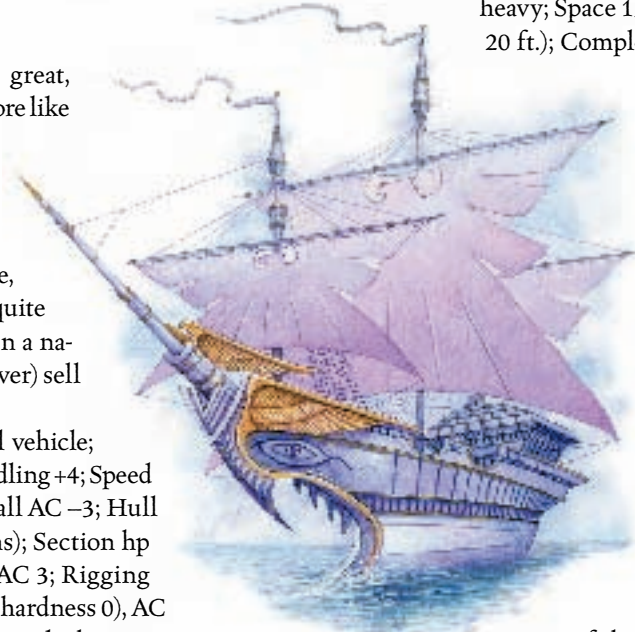 great,
ore like
e,
quite
n a na-
ver) sell
l vehicle;
dling +4; Speed
all AC –3; Hull
ns); Section hp
AC 3; Rigging
hardness 0), AC
heavy; Space 1
20 ft.); Compl